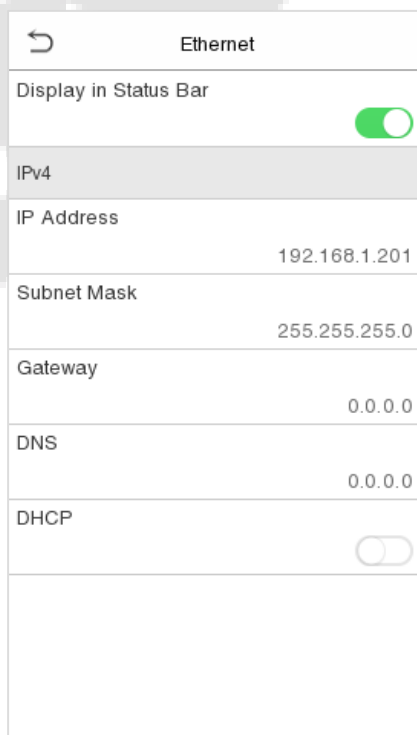 Ethernet
Display in Status Bar
IPv4
IP Address
192.168.1.201
Subnet Mask
255.255.255.0
Gateway
0.0.0.0
DNS
0.0.0.0
DHCP